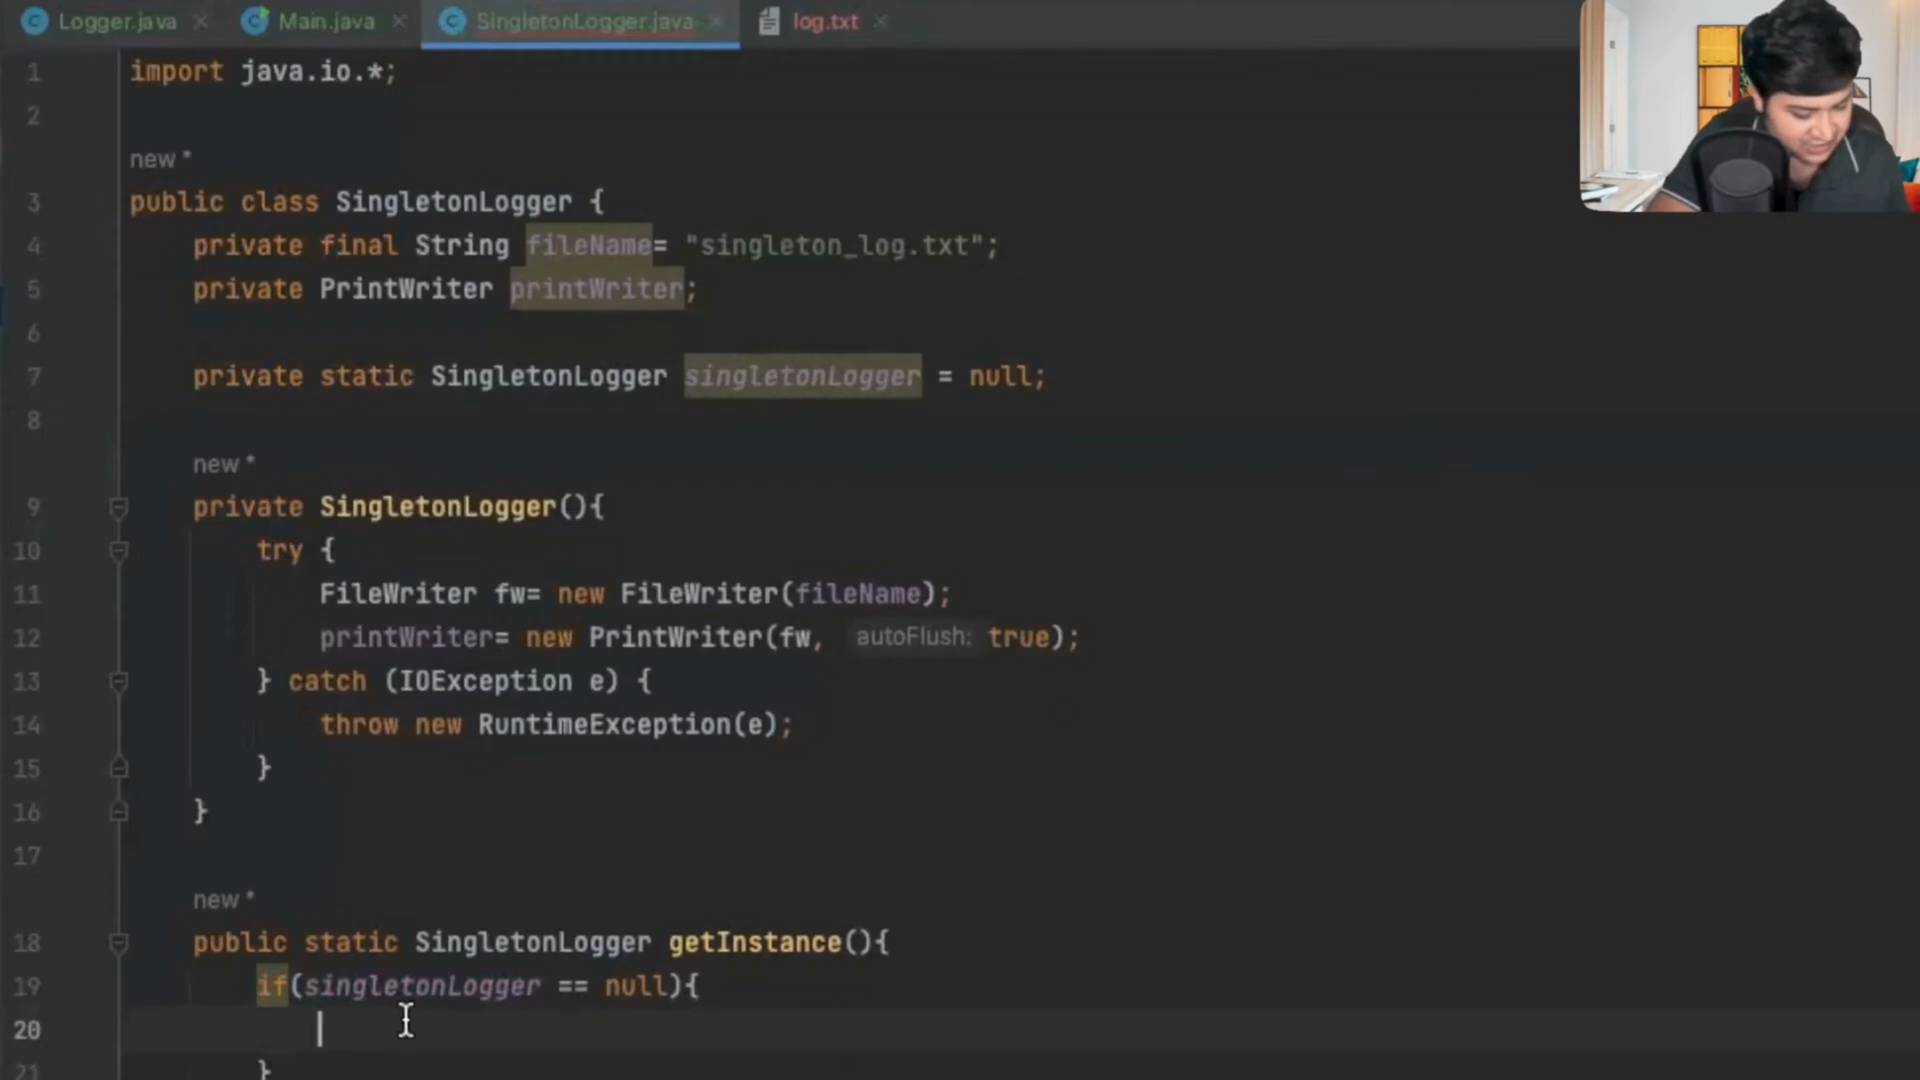 Logger.java Main.java SingletonLogger.java log.txt
1 import java.io.*;
2
new *
3 public class SingletonLogger {
4 private final String fileName= "singleton_log.txt";
5 private PrintWriter printWriter;
6
7 private static SingletonLogger singletonLogger = null;
8
new *
9 private SingletonLogger(){
10 try {
11 FileWriter fw= new FileWriter(fileName);
12 printWriter= new PrintWriter(fw, autoFlush: true);
13 } catch (IOException e) {
14 throw new RuntimeException(e);
15 }
16 }
17
new *
18 public static SingletonLogger getInstance(){
19 if(singletonLogger == null){
20
21 }